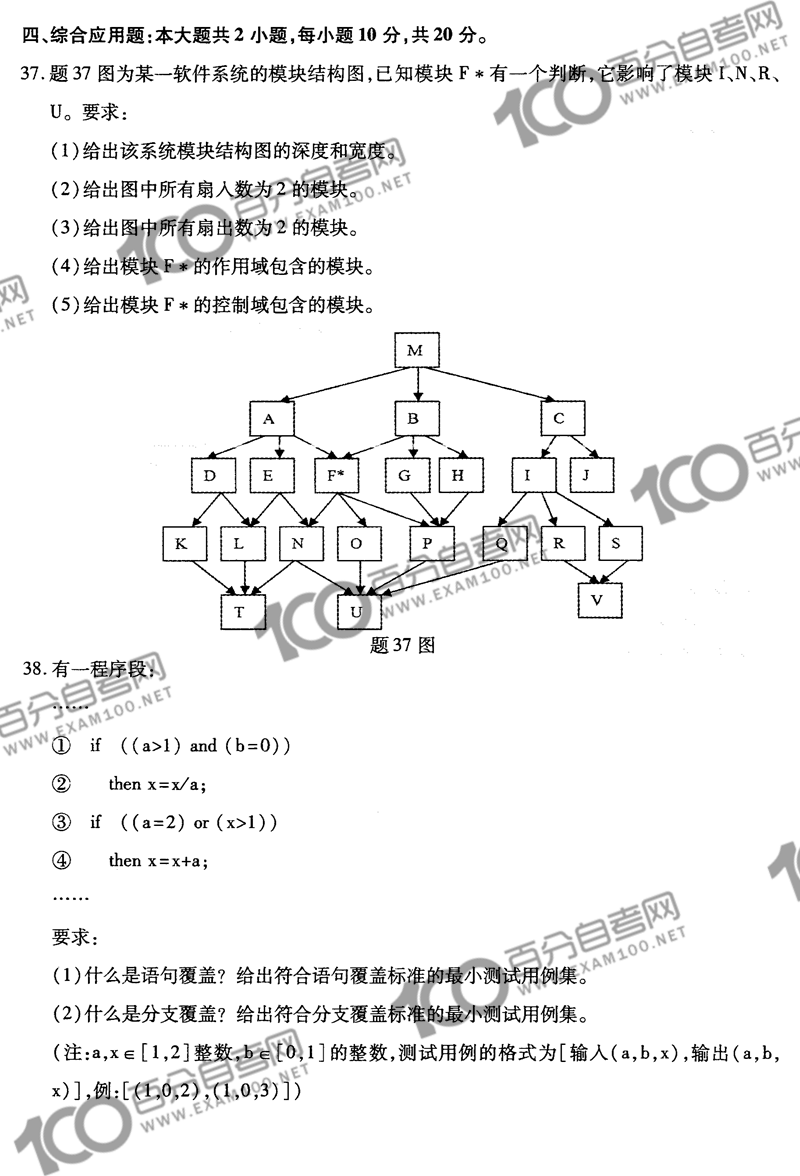 四、综合应用题:本大题共2小题,每小题10分,共20分。
37.题37图为某一软件系统的模块结构图,已知模块F*有一个判断,它影响了模块I、N、R、
U。要求:
(1)给出该系统模块结构图的深度和宽度。
(2)给出图中所有扇入数为2的模块。
(3)给出图中所有扇出数为2的模块。
(4)给出模块F*的作用域包含的模块。
(5)给出模块F*的控制域包含的模块。
M
A B C
D E F* G H I J
K L N O P Q R S
T U V
题37图
38.有一程序段:
……
① if ((a>1) and (b=0))
② then x=x/a;
③ if ((a=2) or (x>1))
④ then x=x+a;
……
要求:
(1)什么是语句覆盖?给出符合语句覆盖标准的最小测试用例集。
(2)什么是分支覆盖?给出符合分支覆盖标准的最小测试用例集。
(注:a,x∈[1,2]整数,b∈[0,1]的整数,测试用例的格式为[输入(a,b,x),输出(a,b,
x)],例:[(1,0,2),(1,0,3)])
100百分自考网
WWW.EXAM100.NET